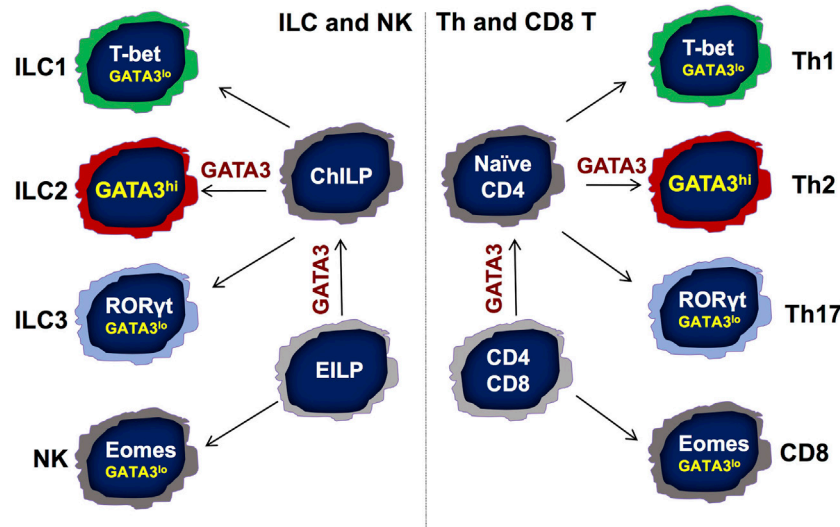 ILC and NK
ILC1
T-bet
GATA3ˡᵒ
ILC2
GATA3ʰⁱ
GATA3
ChILP
ILC3
RORγt
GATA3ˡᵒ
GATA3
EILP
NK
Eomes
GATA3ˡᵒ
Th and CD8 T
T-bet
GATA3ˡᵒ
Th1
Naïve
CD4
GATA3
GATA3ʰⁱ
Th2
GATA3
RORγt
GATA3ˡᵒ
Th17
CD4
CD8
Eomes
GATA3ˡᵒ
CD8